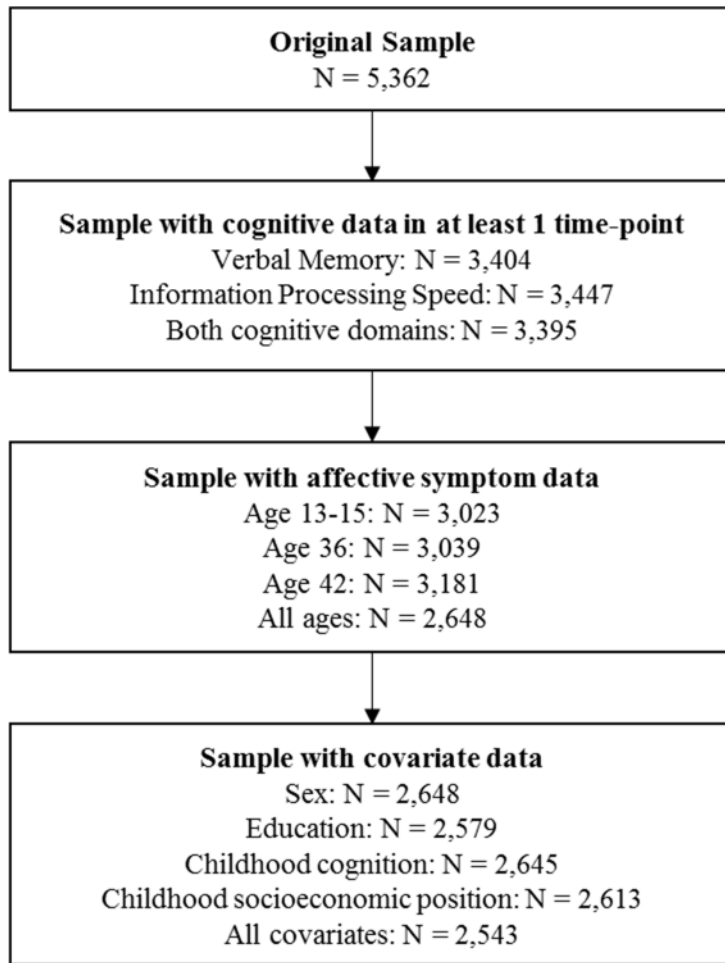 Original Sample
N = 5,362
Sample with cognitive data in at least 1 time-point
Verbal Memory: N = 3,404
Information Processing Speed: N = 3,447
Both cognitive domains: N = 3,395
Sample with affective symptom data
Age 13-15: N = 3,023
Age 36: N = 3,039
Age 42: N = 3,181
All ages: N = 2,648
Sample with covariate data
Sex: N = 2,648
Education: N = 2,579
Childhood cognition: N = 2,645
Childhood socioeconomic position: N = 2,613
All covariates: N = 2,543